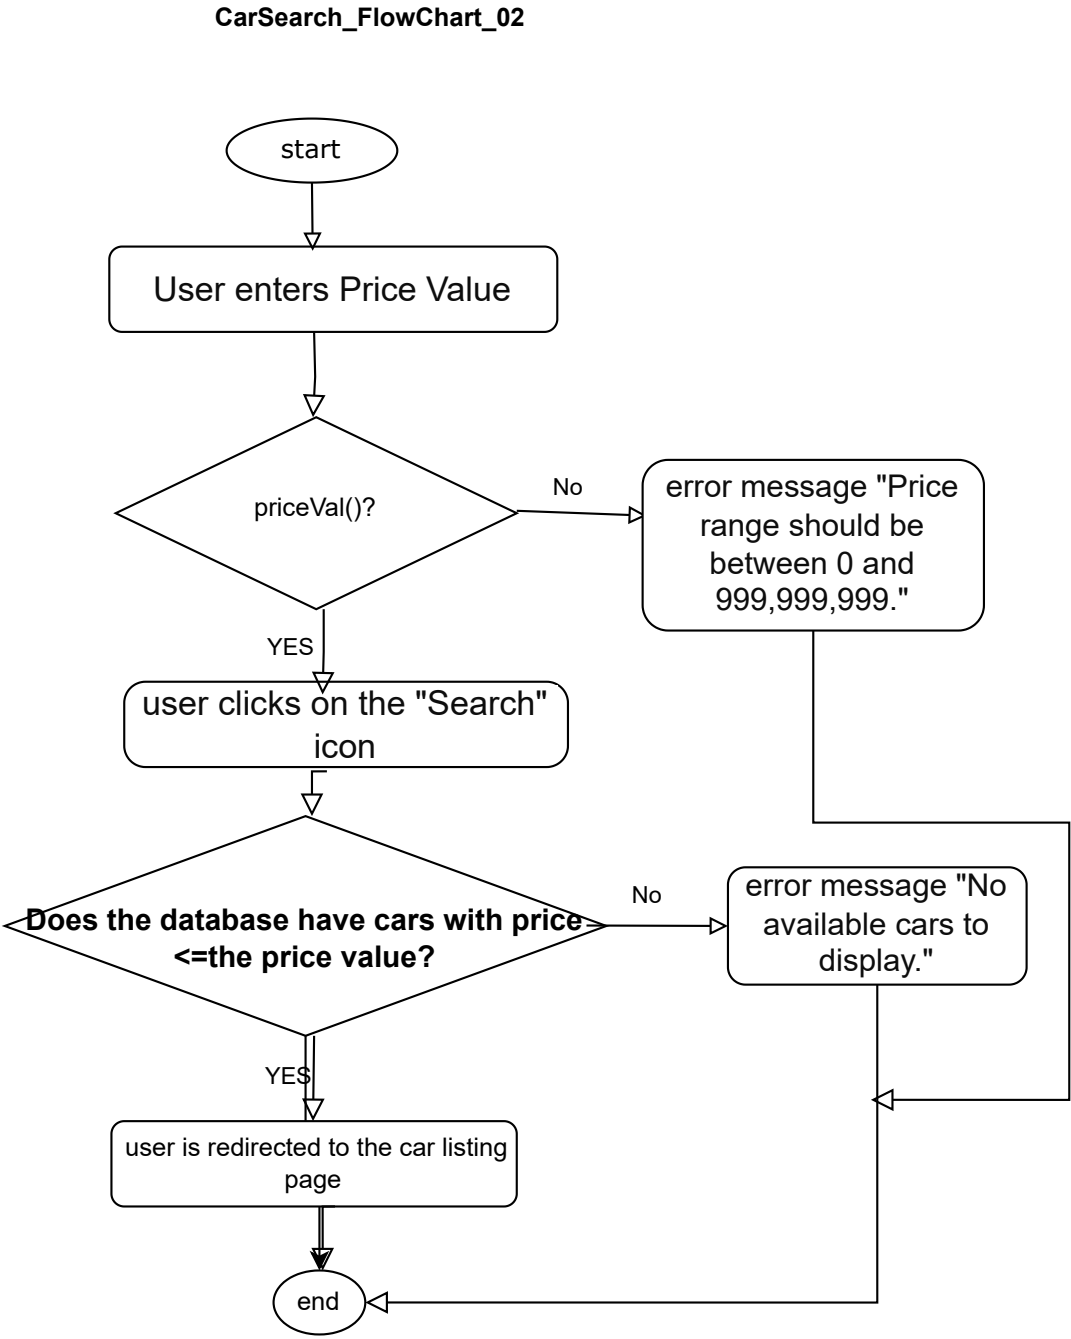 CarSearch_FlowChart_02
start
User enters Price Value
priceVal()?
No
error message "Price
range should be
between 0 and
999,999,999."
YES
user clicks on the "Search"
icon
Does the database have cars with price
<=the price value?
No
error message "No
available cars to
display."
YES
user is redirected to the car listing
page
end